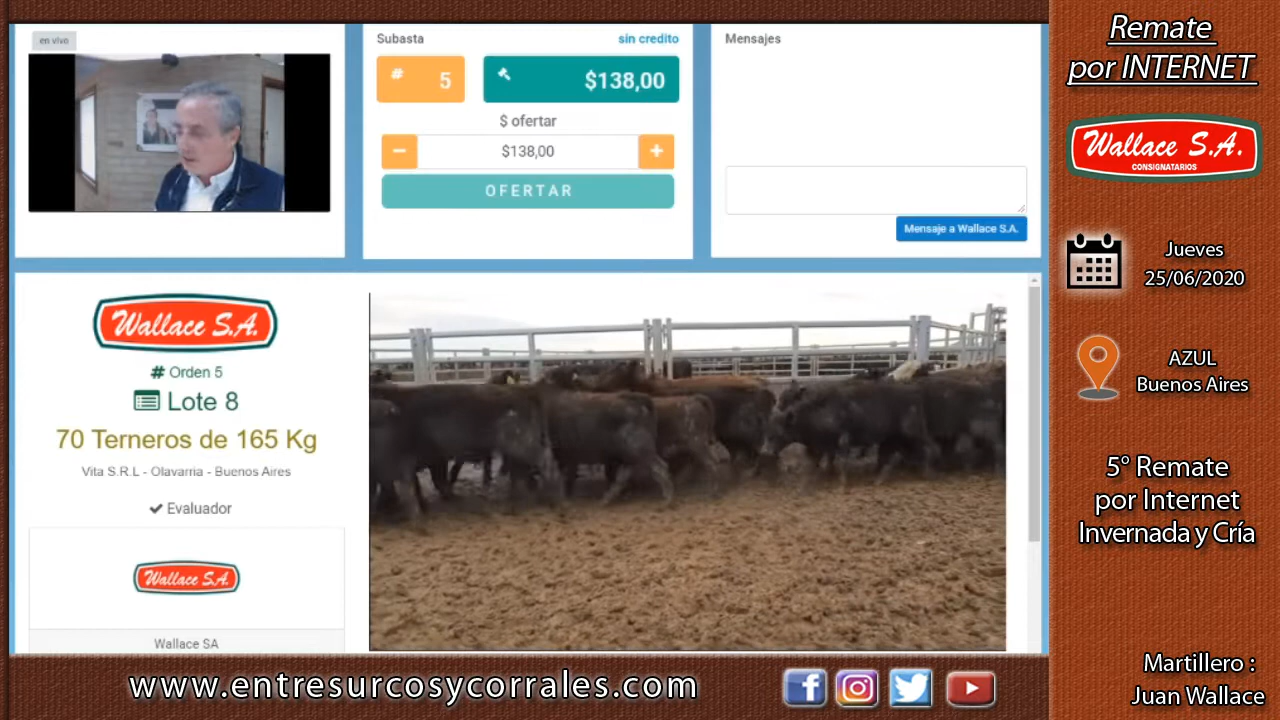 en vivo
Subasta
sin credito
# 5
$138,00
$ ofertar
− $138,00 +
OFERTAR
Mensajes
Mensaje a Wallace S.A.
Wallace S.A.
# Orden 5
Lote 8
70 Terneros de 165 Kg
Vita S.R.L - Olavarria - Buenos Aires
Evaluador
Wallace S.A.
Wallace SA
www.entresurcosycorrales.com
Remate
por INTERNET
Wallace S.A.
CONSIGNATARIOS
Jueves
25/06/2020
AZUL
Buenos Aires
5° Remate
por Internet
Invernada y Cría
Martillero :
Juan Wallace